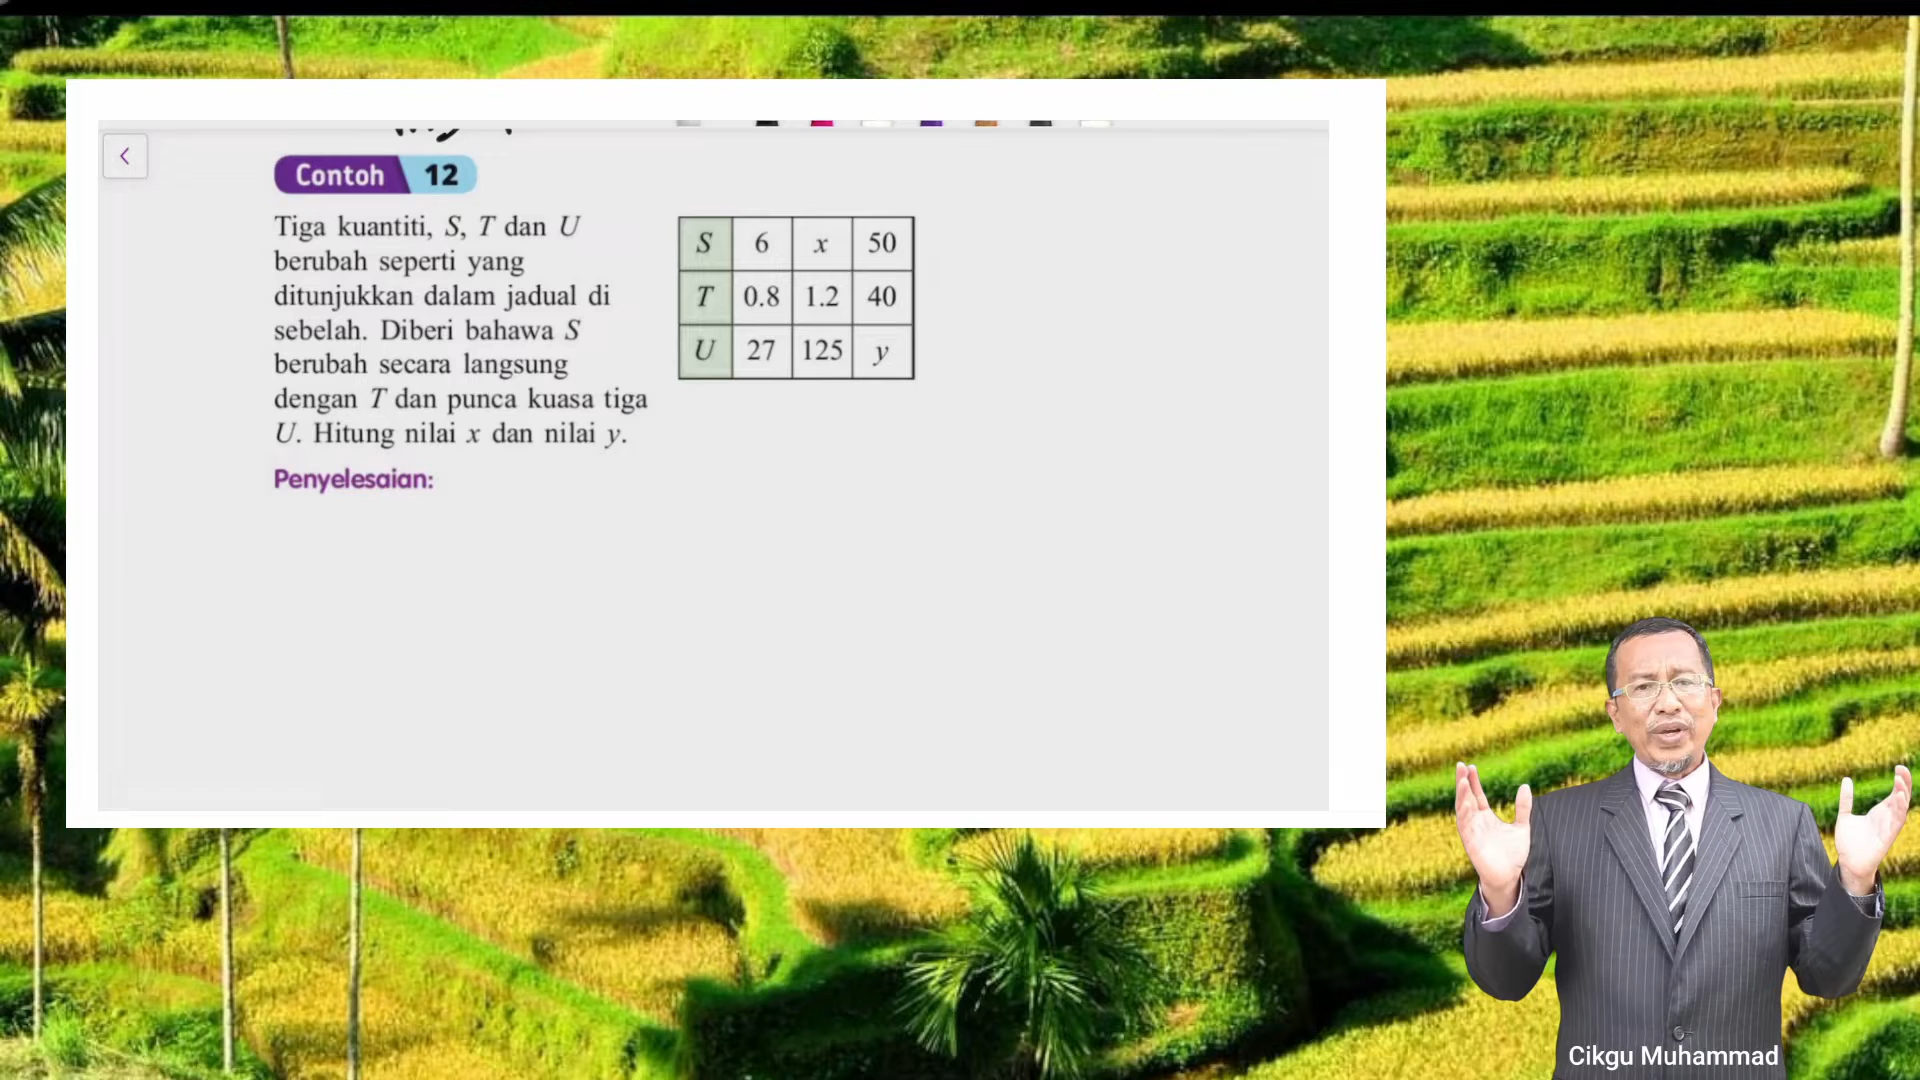 Contoh 12
Tiga kuantiti, S, T dan U
berubah seperti yang
ditunjukkan dalam jadual di
sebelah. Diberi bahawa S
berubah secara langsung
dengan T dan punca kuasa tiga
U. Hitung nilai x dan nilai y.
S 6 x 50
T 0.8 1.2 40
U 27 125 y
Penyelesaian:
Cikgu Muhammad